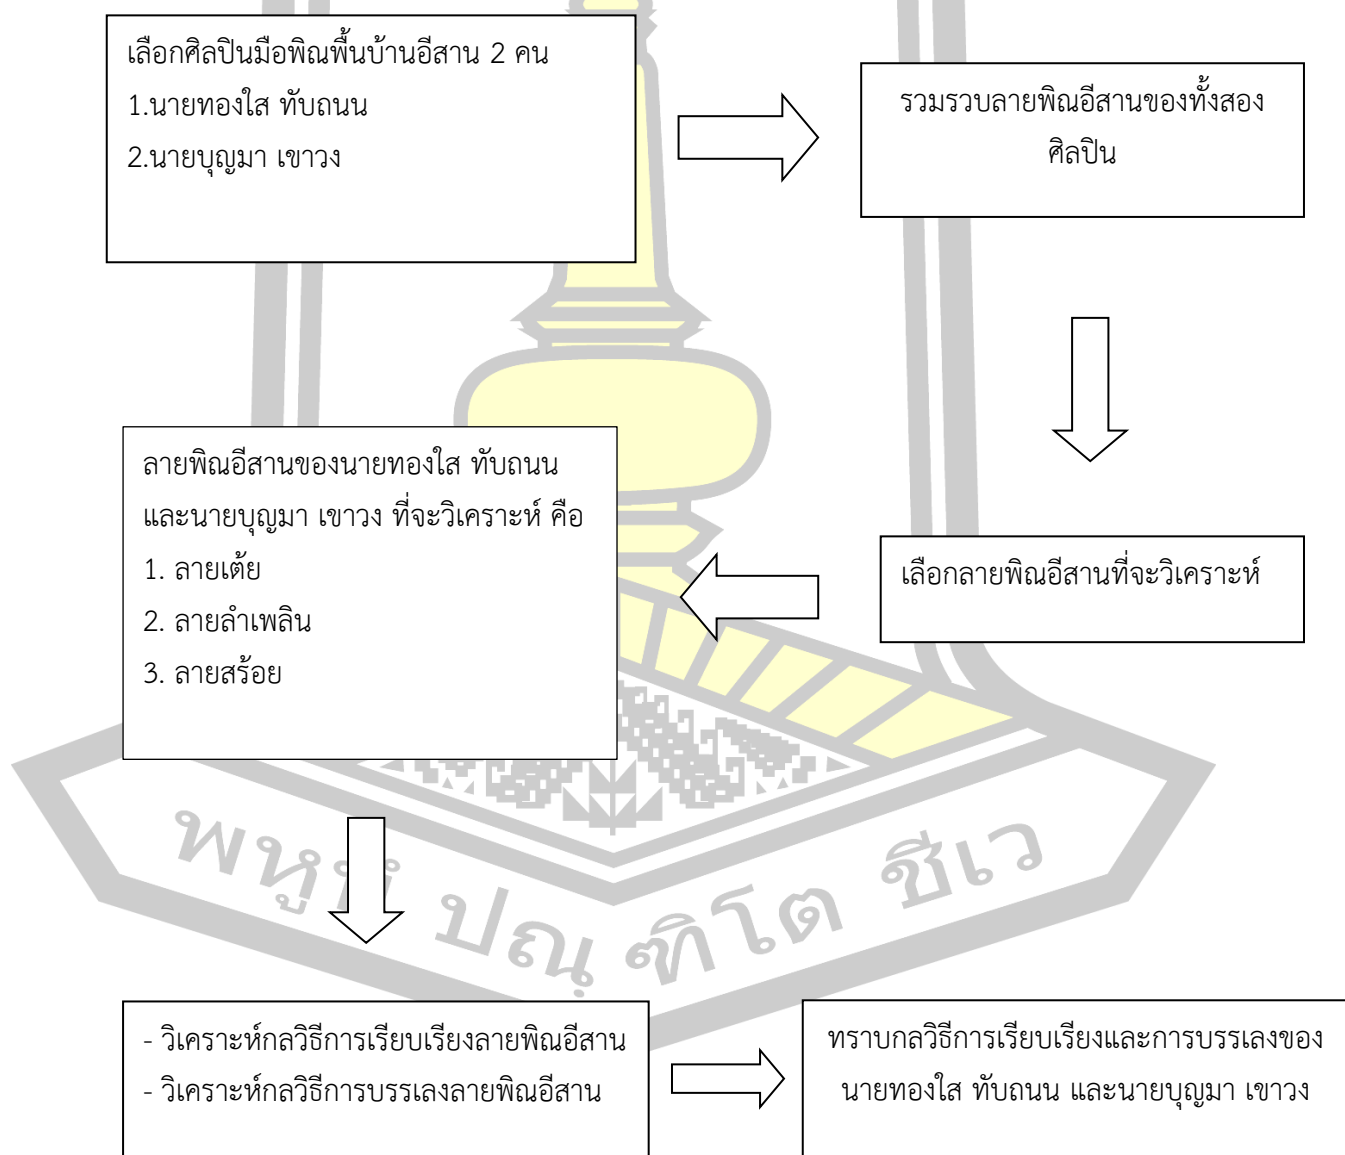 เลือกศิลปินมือพิณพื้นบ้านอีสาน 2 คน
1.นายทองใส ทับถนน
2.นายบุญมา เขาวง
รวมรวบลายพิณอีสานของทั้งสอง
ศิลปิน
เลือกลายพิณอีสานที่จะวิเคราะห์
ลายพิณอีสานของนายทองใส ทับถนน
และนายบุญมา เขาวง ที่จะวิเคราะห์ คือ
1. ลายเต้ย
2. ลายลำเพลิน
3. ลายสร้อย
- วิเคราะห์กลวิธีการเรียบเรียงลายพิณอีสาน
- วิเคราะห์กลวิธีการบรรเลงลายพิณอีสาน
ทราบกลวิธีการเรียบเรียงและการบรรเลงของ
นายทองใส ทับถนน และนายบุญมา เขาวง
ปณฺฑิโต ชีเว